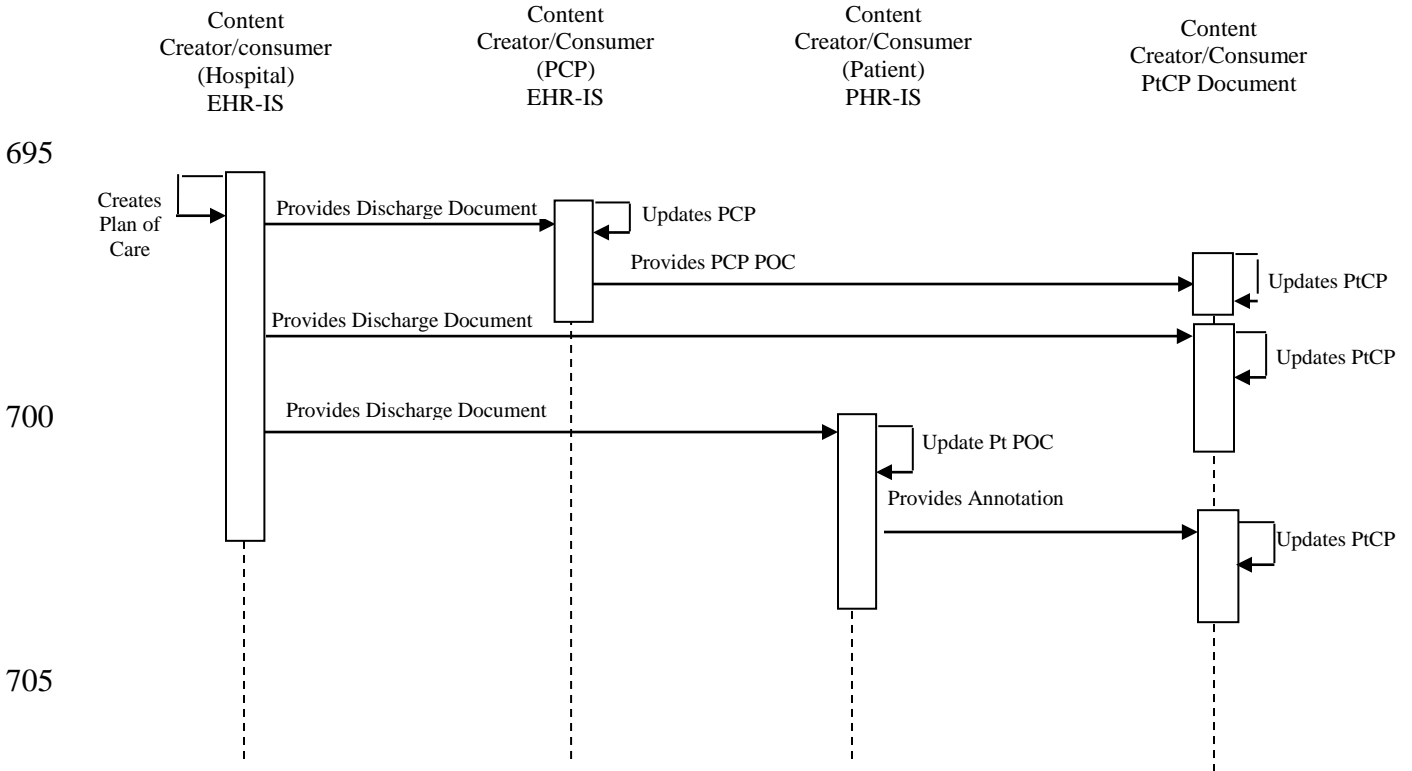 Content
Creator/consumer
(Hospital)
EHR-IS
Content
Creator/Consumer
(PCP)
EHR-IS
Content
Creator/Consumer
(Patient)
PHR-IS
Content
Creator/Consumer
PtCP Document
695
Creates
Plan of
Care
Provides Discharge Document
Updates PCP
Provides PCP POC
Updates PtCP
Provides Discharge Document
Updates PtCP
700
Provides Discharge Document
Update Pt POC
Provides Annotation
Updates PtCP
705